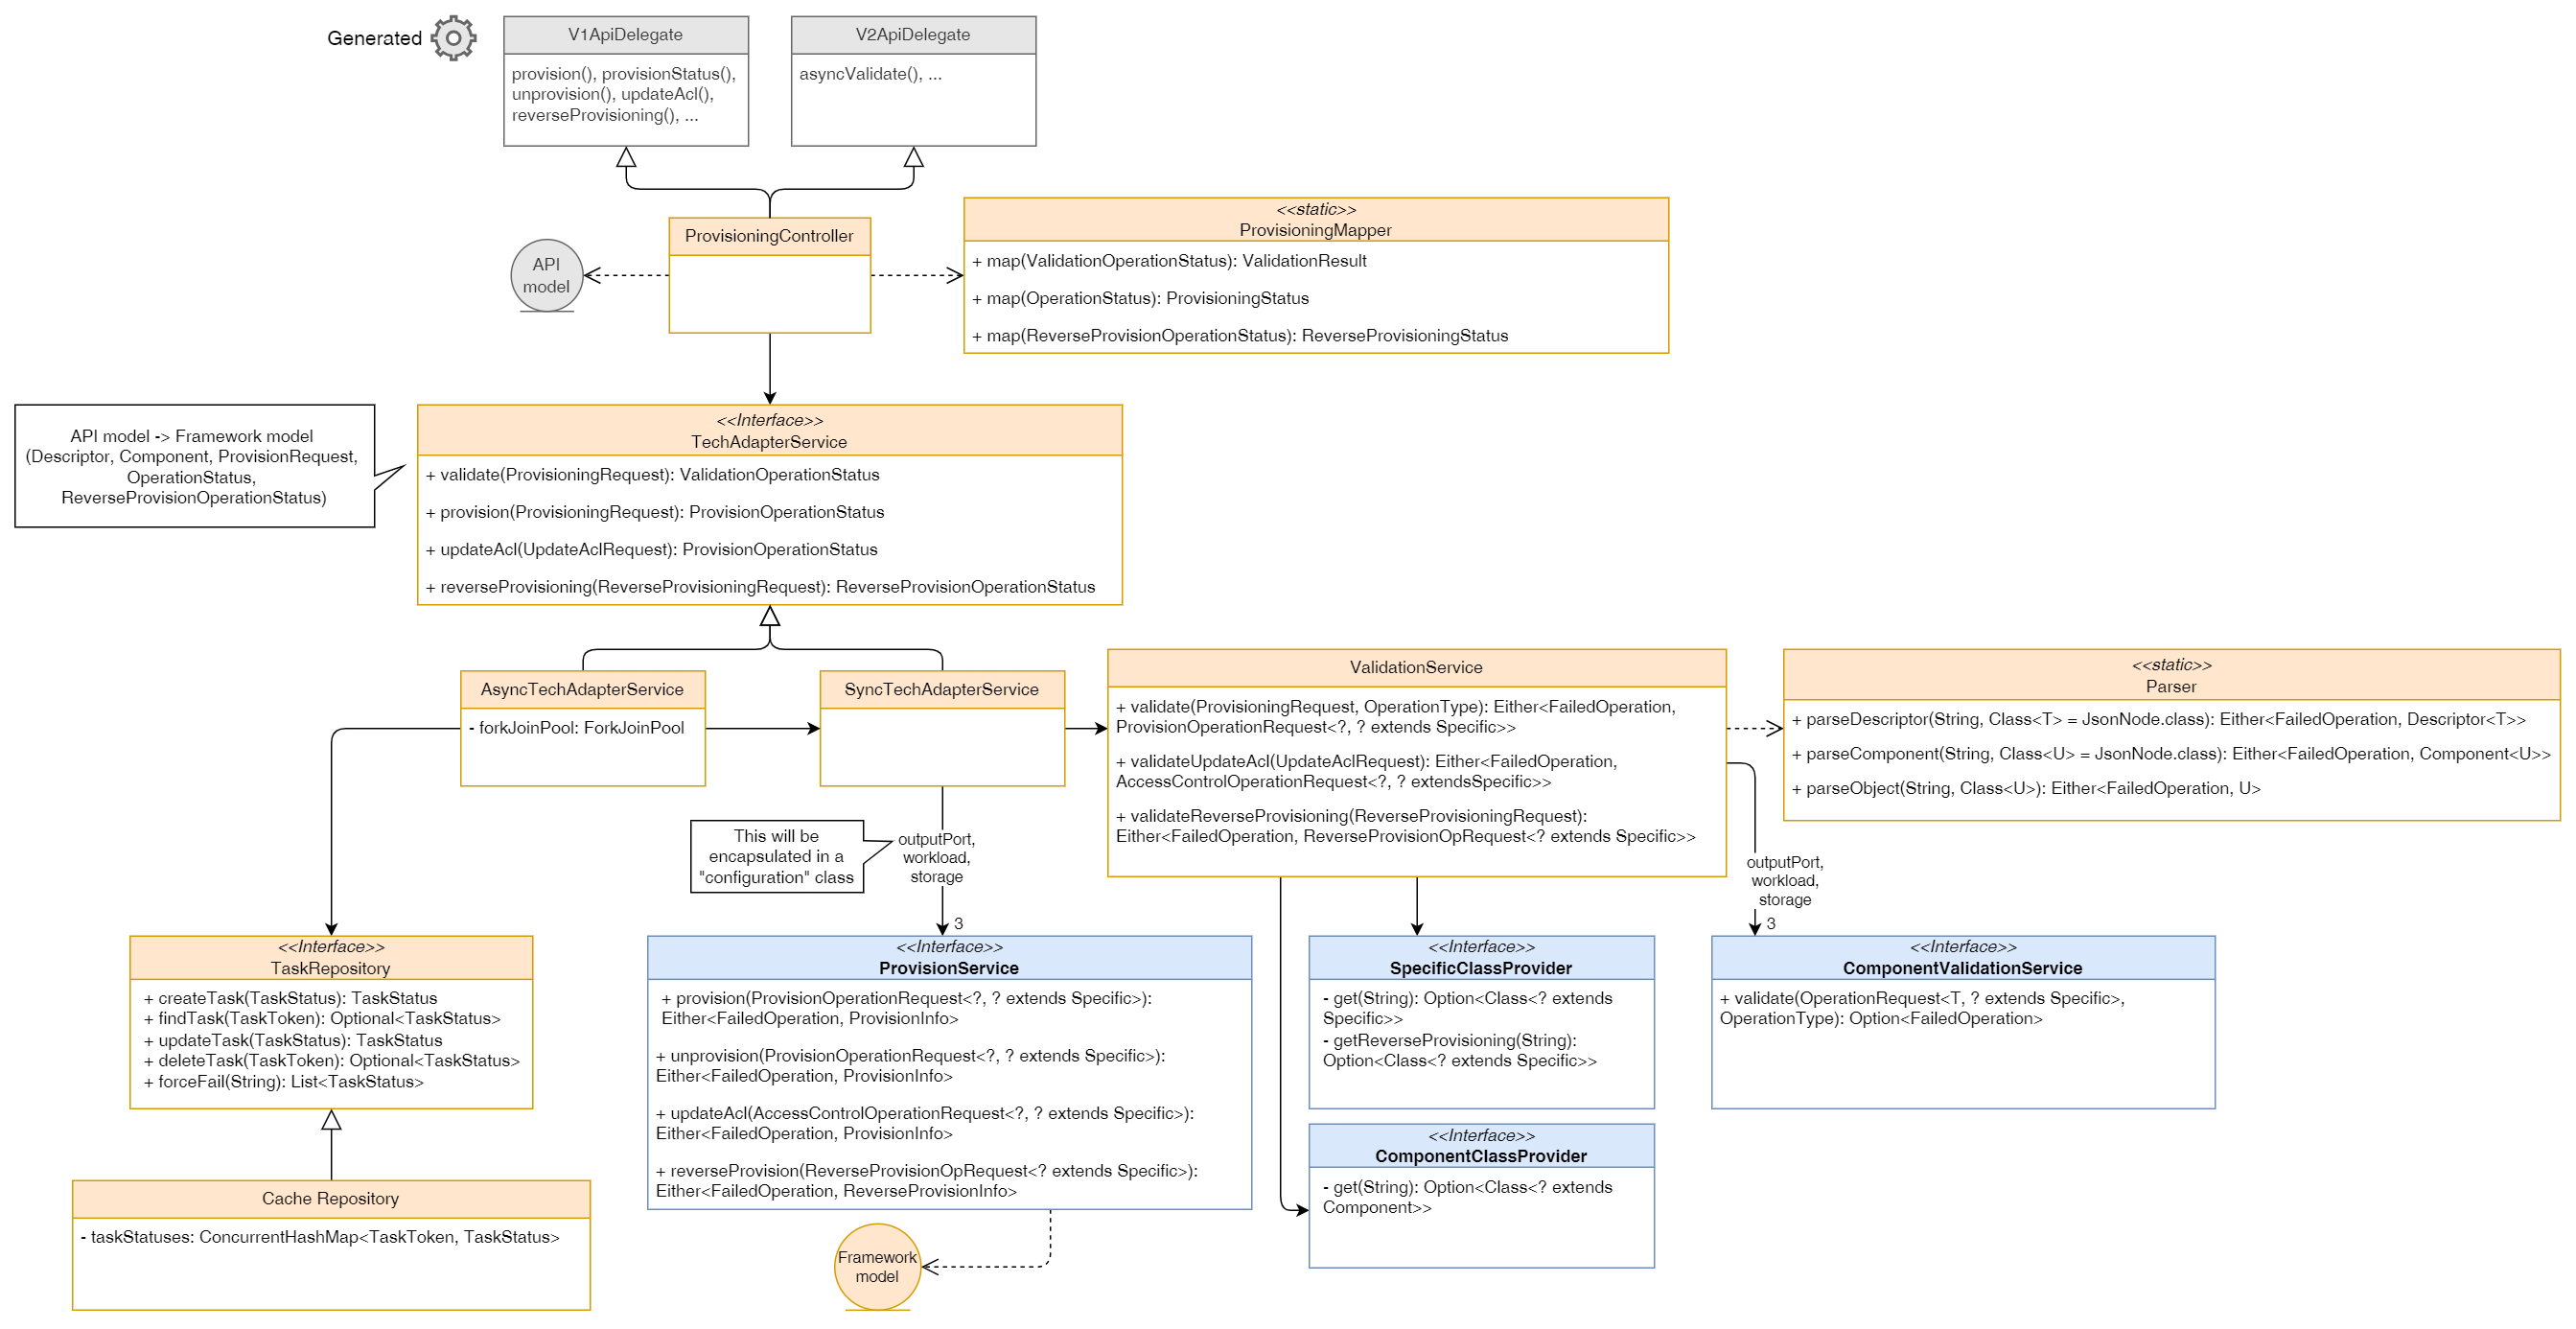 Generated
V1ApiDelegate
provision(), provisionStatus(),
unprovision(), updateAcl(),
reverseProvisioning(), ...
V2ApiDelegate
asyncValidate(), ...
ProvisioningController
API
model
<<static>>
ProvisioningMapper
+ map(ValidationOperationStatus): ValidationResult
+ map(OperationStatus): ProvisioningStatus
+ map(ReverseProvisionOperationStatus): ReverseProvisioningStatus
API model -> Framework model
(Descriptor, Component, ProvisionRequest,
OperationStatus,
ReverseProvisionOperationStatus)
<<Interface>>
TechAdapterService
+ validate(ProvisioningRequest): ValidationOperationStatus
+ provision(ProvisioningRequest): ProvisionOperationStatus
+ updateAcl(UpdateAclRequest): ProvisionOperationStatus
+ reverseProvisioning(ReverseProvisioningRequest): ReverseProvisionOperationStatus
AsyncTechAdapterService
- forkJoinPool: ForkJoinPool
SyncTechAdapterService
ValidationService
+ validate(ProvisioningRequest, OperationType): Either<FailedOperation,
ProvisionOperationRequest<?, ? extends Specific>>
+ validateUpdateAcl(UpdateAclRequest): Either<FailedOperation,
AccessControlOperationRequest<?, ? extendsSpecific>>
+ validateReverseProvisioning(ReverseProvisioningRequest):
Either<FailedOperation, ReverseProvisionOpRequest<? extends Specific>>
<<static>>
Parser
+ parseDescriptor(String, Class<T> = JsonNode.class): Either<FailedOperation, Descriptor<T>>
+ parseComponent(String, Class<U> = JsonNode.class): Either<FailedOperation, Component<U>>
+ parseObject(String, Class<U>): Either<FailedOperation, U>
This will be
encapsulated in a
"configuration" class
outputPort,
workload,
storage
3
outputPort,
workload,
storage
3
<<Interface>>
TaskRepository
+ createTask(TaskStatus): TaskStatus
+ findTask(TaskToken): Optional<TaskStatus>
+ updateTask(TaskStatus): TaskStatus
+ deleteTask(TaskToken): Optional<TaskStatus>
+ forceFail(String): List<TaskStatus>
<<Interface>>
ProvisionService
+ provision(ProvisionOperationRequest<?, ? extends Specific>):
Either<FailedOperation, ProvisionInfo>
+ unprovision(ProvisionOperationRequest<?, ? extends Specific>):
Either<FailedOperation, ProvisionInfo>
+ updateAcl(AccessControlOperationRequest<?, ? extends Specific>):
Either<FailedOperation, ProvisionInfo>
+ reverseProvision(ReverseProvisionOpRequest<? extends Specific>):
Either<FailedOperation, ReverseProvisionInfo>
<<Interface>>
SpecificClassProvider
- get(String): Option<Class<? extends
Specific>>
- getReverseProvisioning(String):
Option<Class<? extends Specific>>
<<Interface>>
ComponentValidationService
+ validate(OperationRequest<T, ? extends Specific>,
OperationType): Option<FailedOperation>
<<Interface>>
ComponentClassProvider
- get(String): Option<Class<? extends
Component>>
Cache Repository
- taskStatuses: ConcurrentHashMap<TaskToken, TaskStatus>
Framework
model